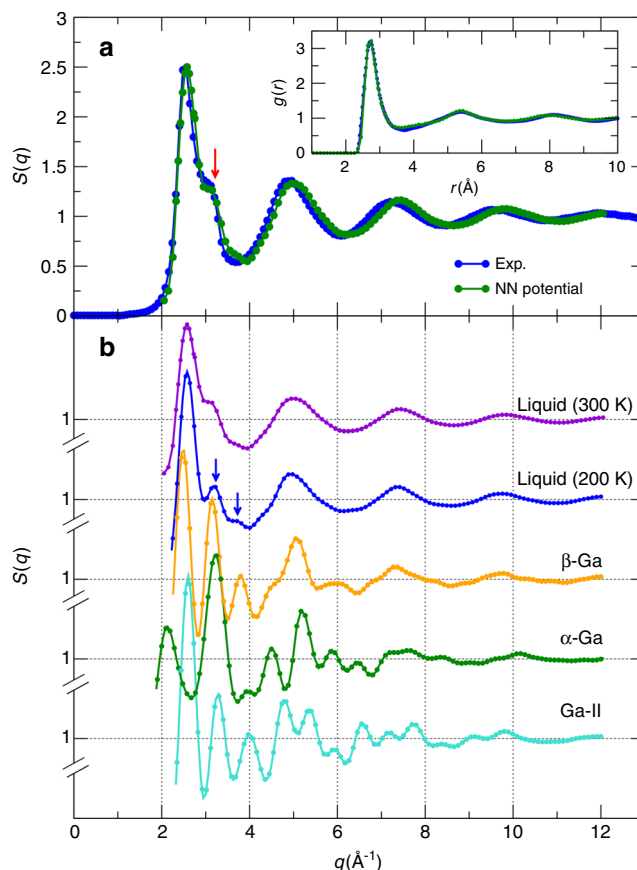 a
S(q)
3
2.5
2
1.5
1
0.5
0
g(r)
3
2
1
0
2
4
6
8
10
r(Å)
Exp.
NN potential
b
S(q)
1
Liquid (300 K)
1
Liquid (200 K)
1
β-Ga
1
α-Ga
1
Ga-II
0
2
4
6
8
10
12
q(Å-1)